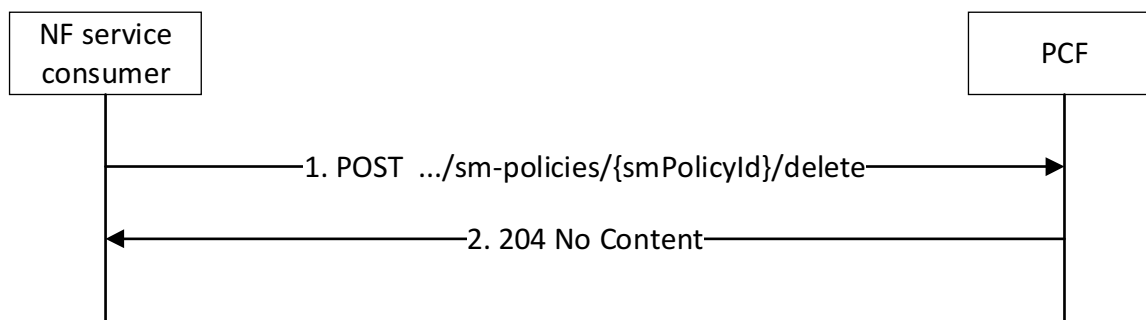 NF service
consumer
PCF
1. POST .../sm-policies/{smPolicyId}/delete
2. 204 No Content